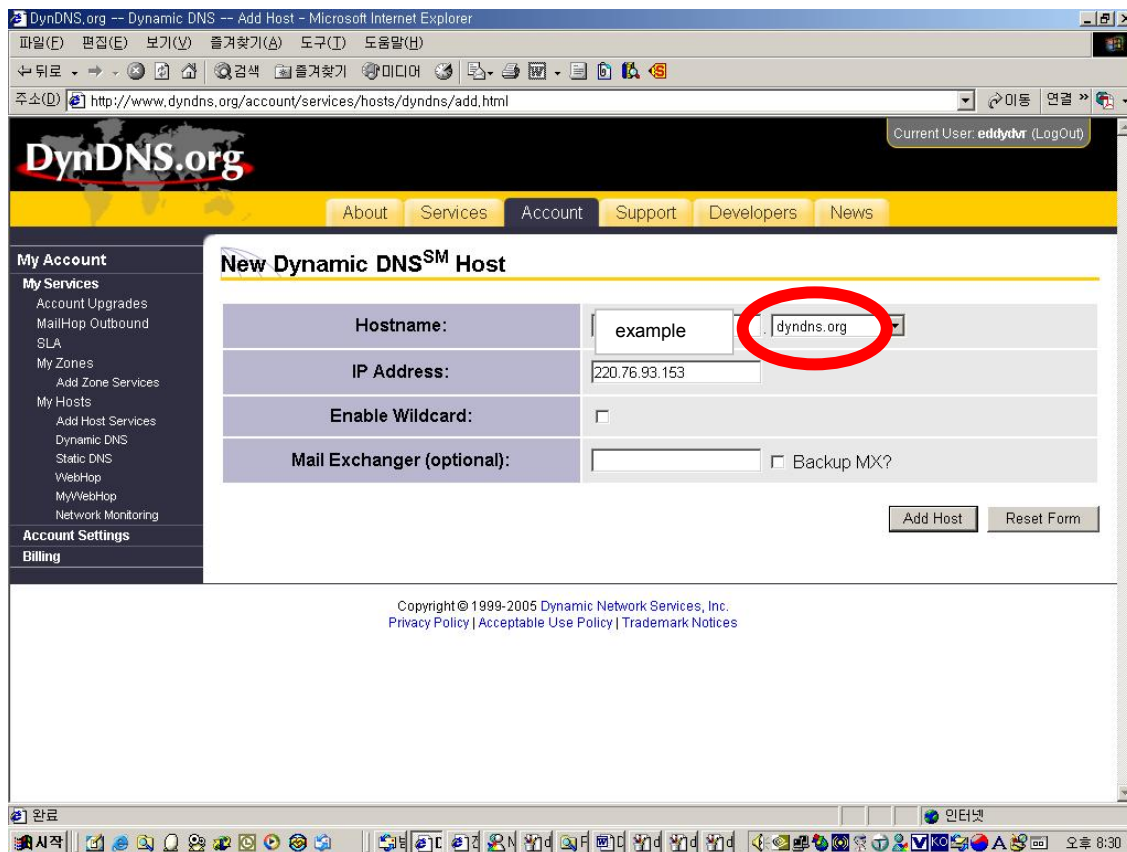 DynDNS.org -- Dynamic DNS -- Add Host - Microsoft Internet Explorer
파일(F) 편집(E) 보기(V) 즐겨찾기(A) 도구(T) 도움말(H)
뒤로 검색 즐겨찾기 미디어
주소(D) http://www.dyndns.org/account/services/hosts/dyndns/add.html 이동 연결 »
Current User: eddydvr (LogOut)
DynDNS.org
About Services Account Support Developers News
My Account
My Services
Account Upgrades
MailHop Outbound
SLA
My Zones
Add Zone Services
My Hosts
Add Host Services
Dynamic DNS
Static DNS
WebHop
MyWebHop
Network Monitoring
Account Settings
Billing
New Dynamic DNS SM Host
Hostname: example . dyndns.org
IP Address: 220.76.93.153
Enable Wildcard:
Mail Exchanger (optional): Backup MX?
Add Host Reset Form
Copyright © 1999-2005 Dynamic Network Services, Inc.
Privacy Policy | Acceptable Use Policy | Trademark Notices
완료 인터넷
시작 오후 8:30